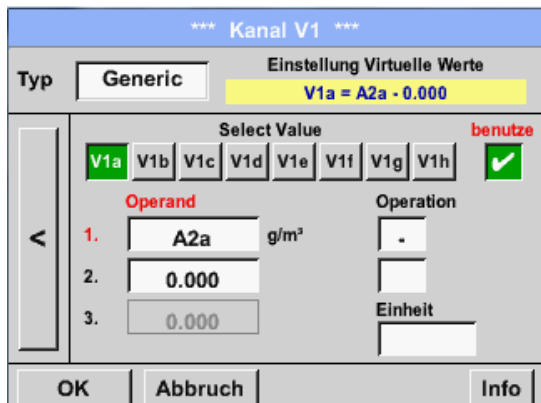 *** Kanal V1 ***
Typ
Generic
Einstellung Virtuelle Werte
V1a = A2a - 0.000
Select Value
benutze
V1a V1b V1c V1d V1e V1f V1g V1h
Operand
Operation
<
1. A2a g/m³ -
2. 0.000
3. 0.000
Einheit
OK Abbruch Info